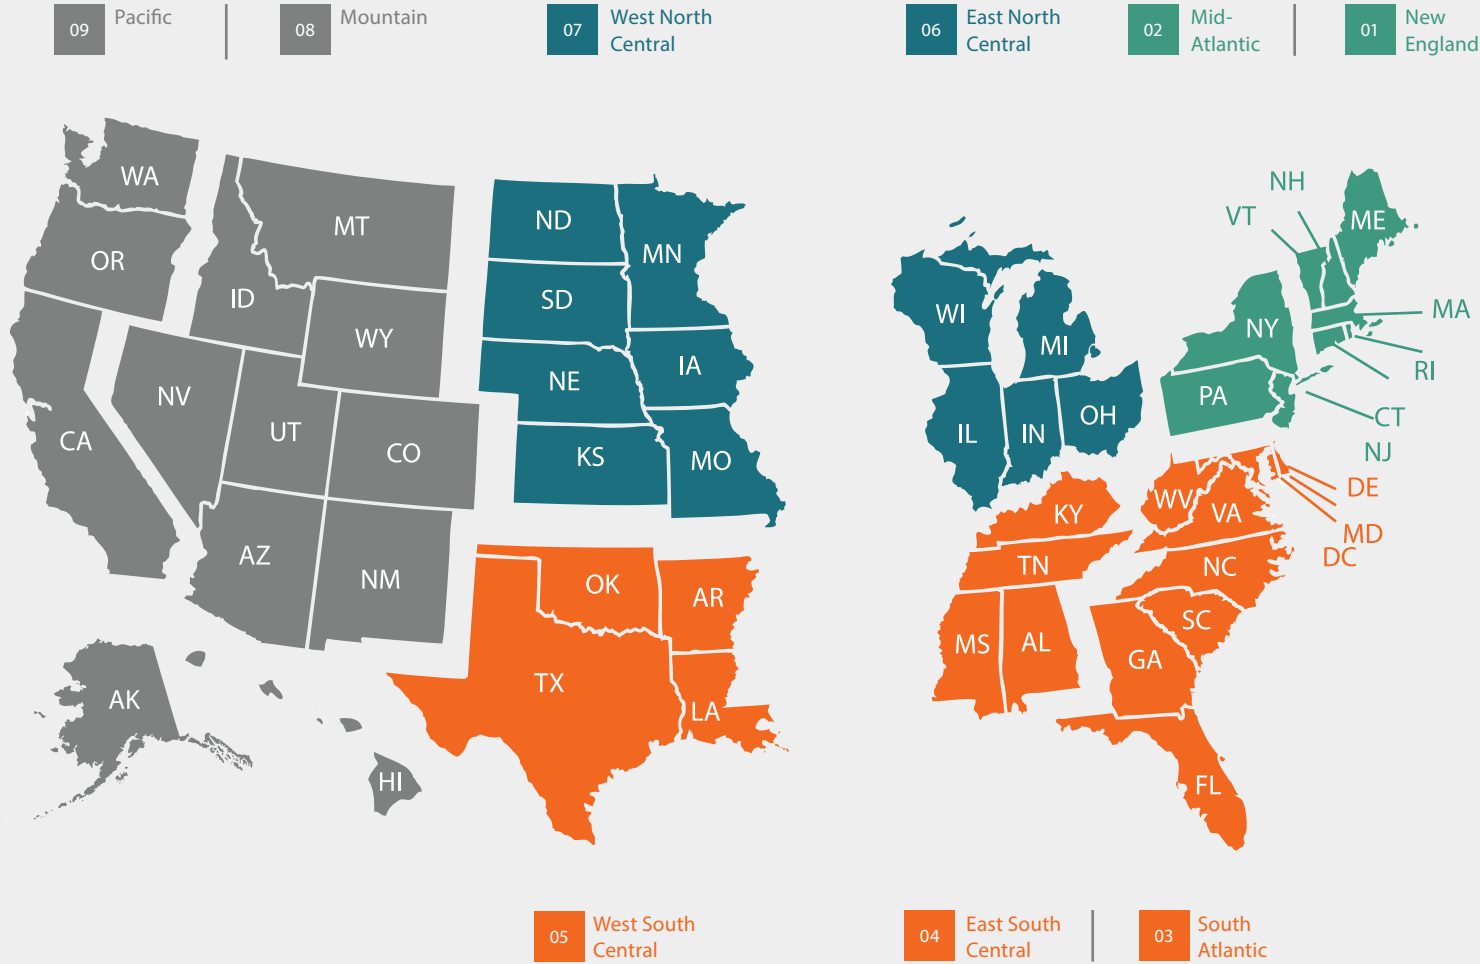 09 Pacific
08 Mountain
07 West North
Central
06 East North
Central
02 Mid-
Atlantic
01 New
England
WA
OR
MT
ID
WY
NV
UT
CA
CO
AZ
NM
AK
HI
ND
MN
SD
NE
IA
KS
MO
OK
AR
TX
LA
WI
MI
IL
IN
OH
NH
VT
ME
MA
NY
RI
PA
CT
NJ
DE
MD
DC
WV
VA
KY
TN
NC
SC
MS
AL
GA
FL
05 West South
Central
04 East South
Central
03 South
Atlantic